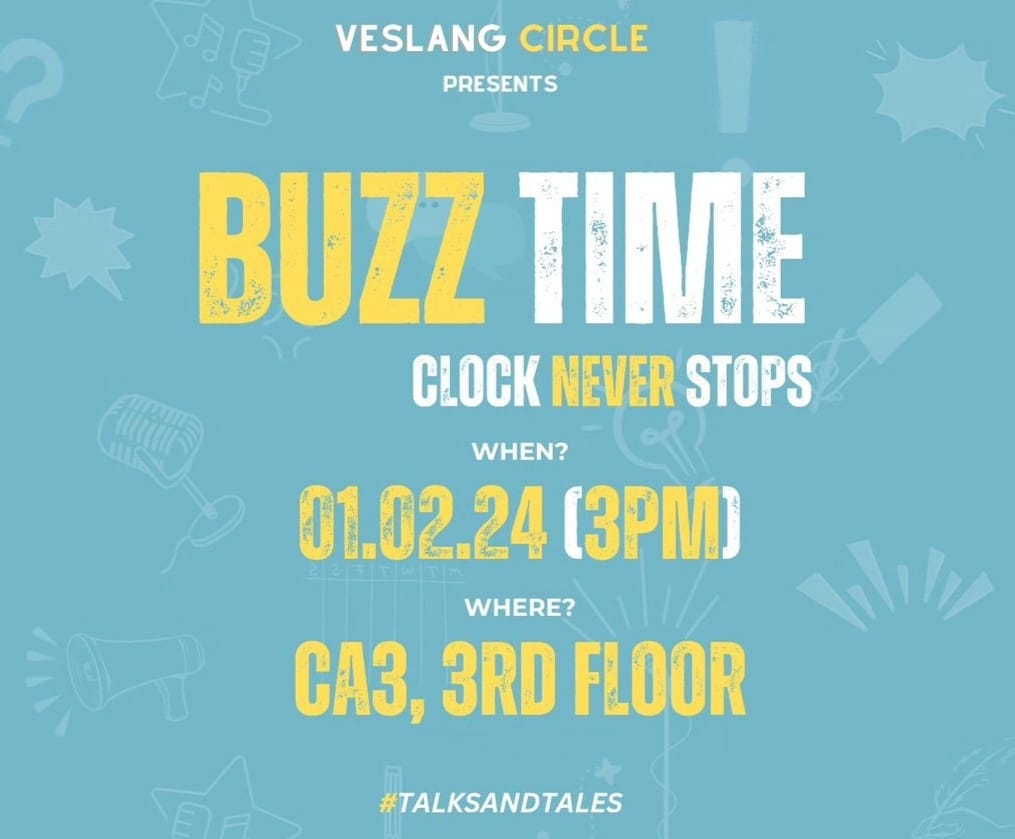 VESLANG CIRCLE
PRESENTS
BUZZ TIME
CLOCK NEVER STOPS
WHEN?
01.02.24 (3PM)
WHERE?
CA3, 3RD FLOOR
#TALKSANDTALES